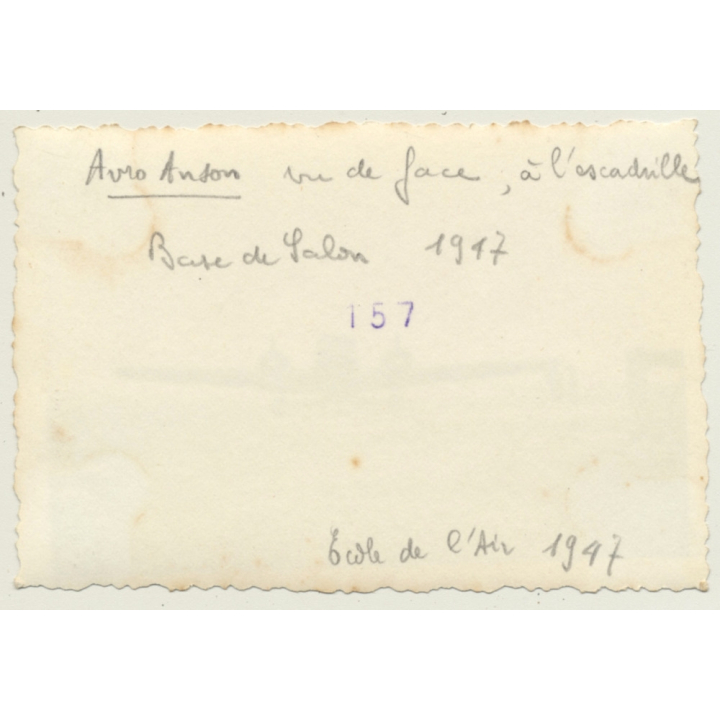 Avro Anson vu de face, à l'escadrille
Base de Salon 1947
157
École de l'Air 1947